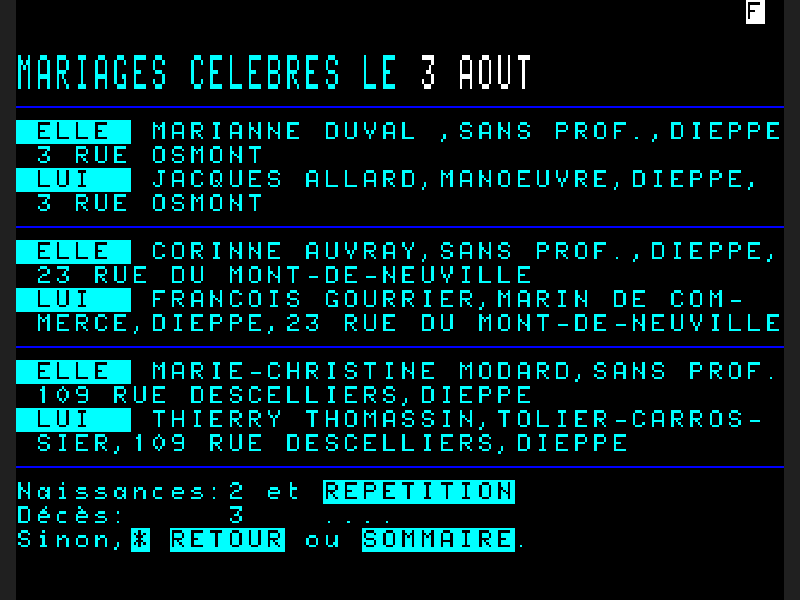 F
MARIAGES CELEBRES LE 3 AOUT
ELLE MARIANNE DUVAL ,SANS PROF.,DIEPPE
3 RUE OSMONT
LUI JACQUES ALLARD,MANOEUVRE,DIEPPE,
3 RUE OSMONT
ELLE CORINNE AUVRAY,SANS PROF.,DIEPPE,
23 RUE DU MONT-DE-NEUVILLE
LUI FRANCOIS GOURRIER,MARIN DE COM-
MERCE,DIEPPE,23 RUE DU MONT-DE-NEUVILLE
ELLE MARIE-CHRISTINE MODARD,SANS PROF.
109 RUE DESCELLIERS,DIEPPE
LUI THIERRY THOMASSIN,TOLIER-CARROS-
SIER,109 RUE DESCELLIERS,DIEPPE
Naissances:2 et REPETITION
Décès: 3 ....
Sinon,* RETOUR ou SOMMAIRE.